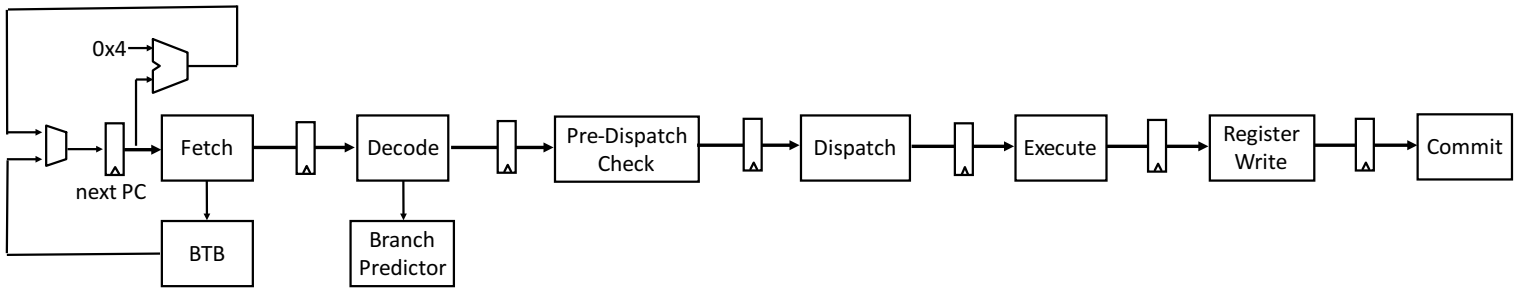 0x4
next PC
Fetch
BTB
Decode
Branch
Predictor
Pre-Dispatch
Check
Dispatch
Execute
Register
Write
Commit